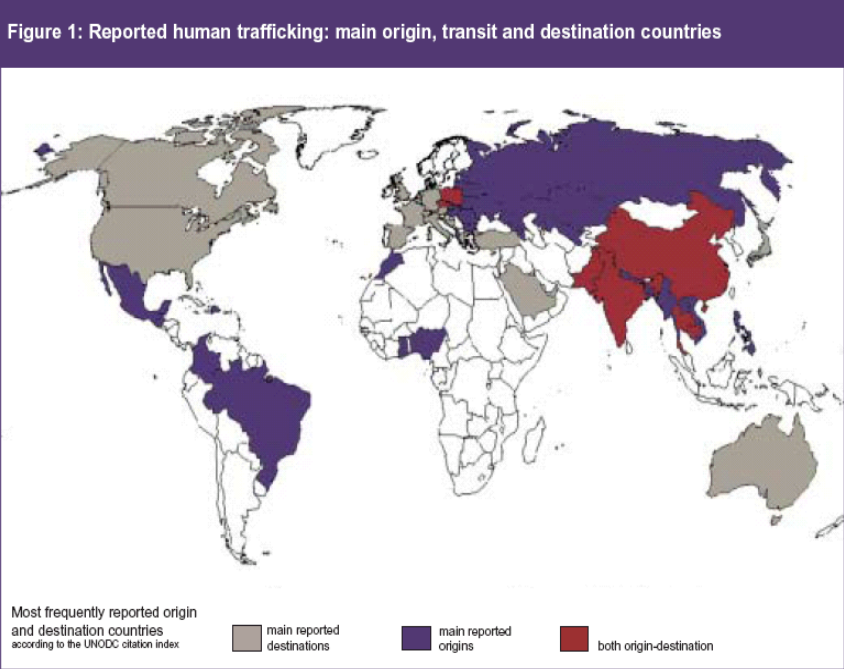 Figure 1: Reported human trafficking: main origin, transit and destination countries
Most frequently reported origin
and destination countries
according to the UNODC citation index
main reported
destinations
main reported
origins
both origin-destination